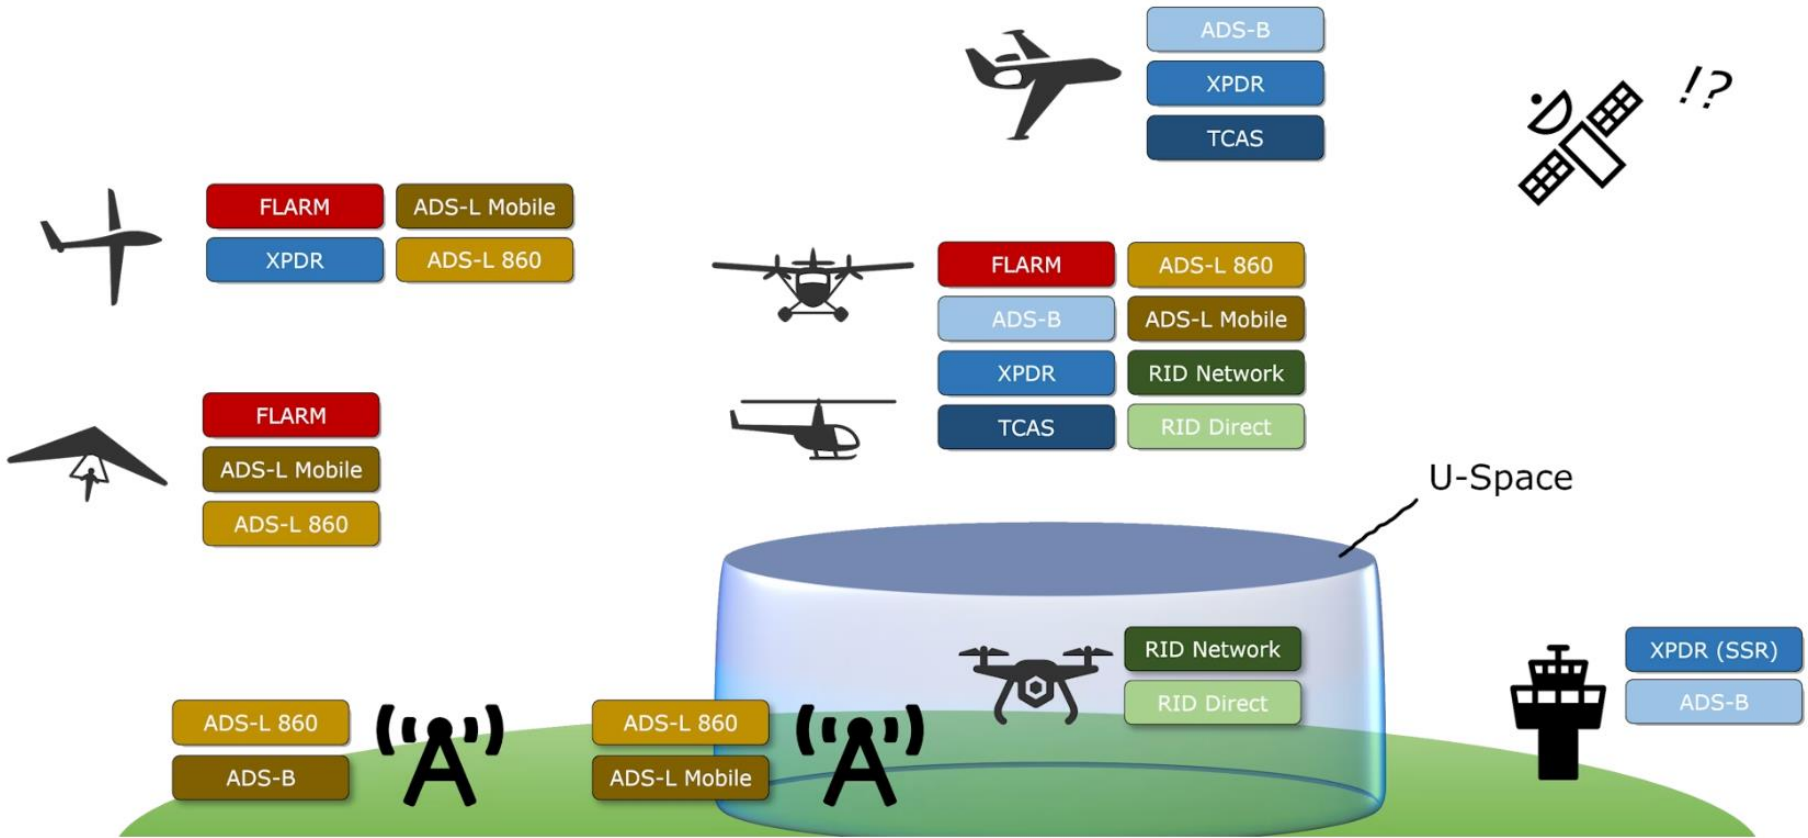 ADS-B
XPDR
TCAS
!?
FLARM
ADS-L Mobile
XPDR
ADS-L 860
FLARM
ADS-L 860
ADS-B
ADS-L Mobile
XPDR
RID Network
TCAS
RID Direct
FLARM
ADS-L Mobile
ADS-L 860
U-Space
RID Network
RID Direct
XPDR (SSR)
ADS-B
ADS-L 860
ADS-B
ADS-L 860
ADS-L Mobile